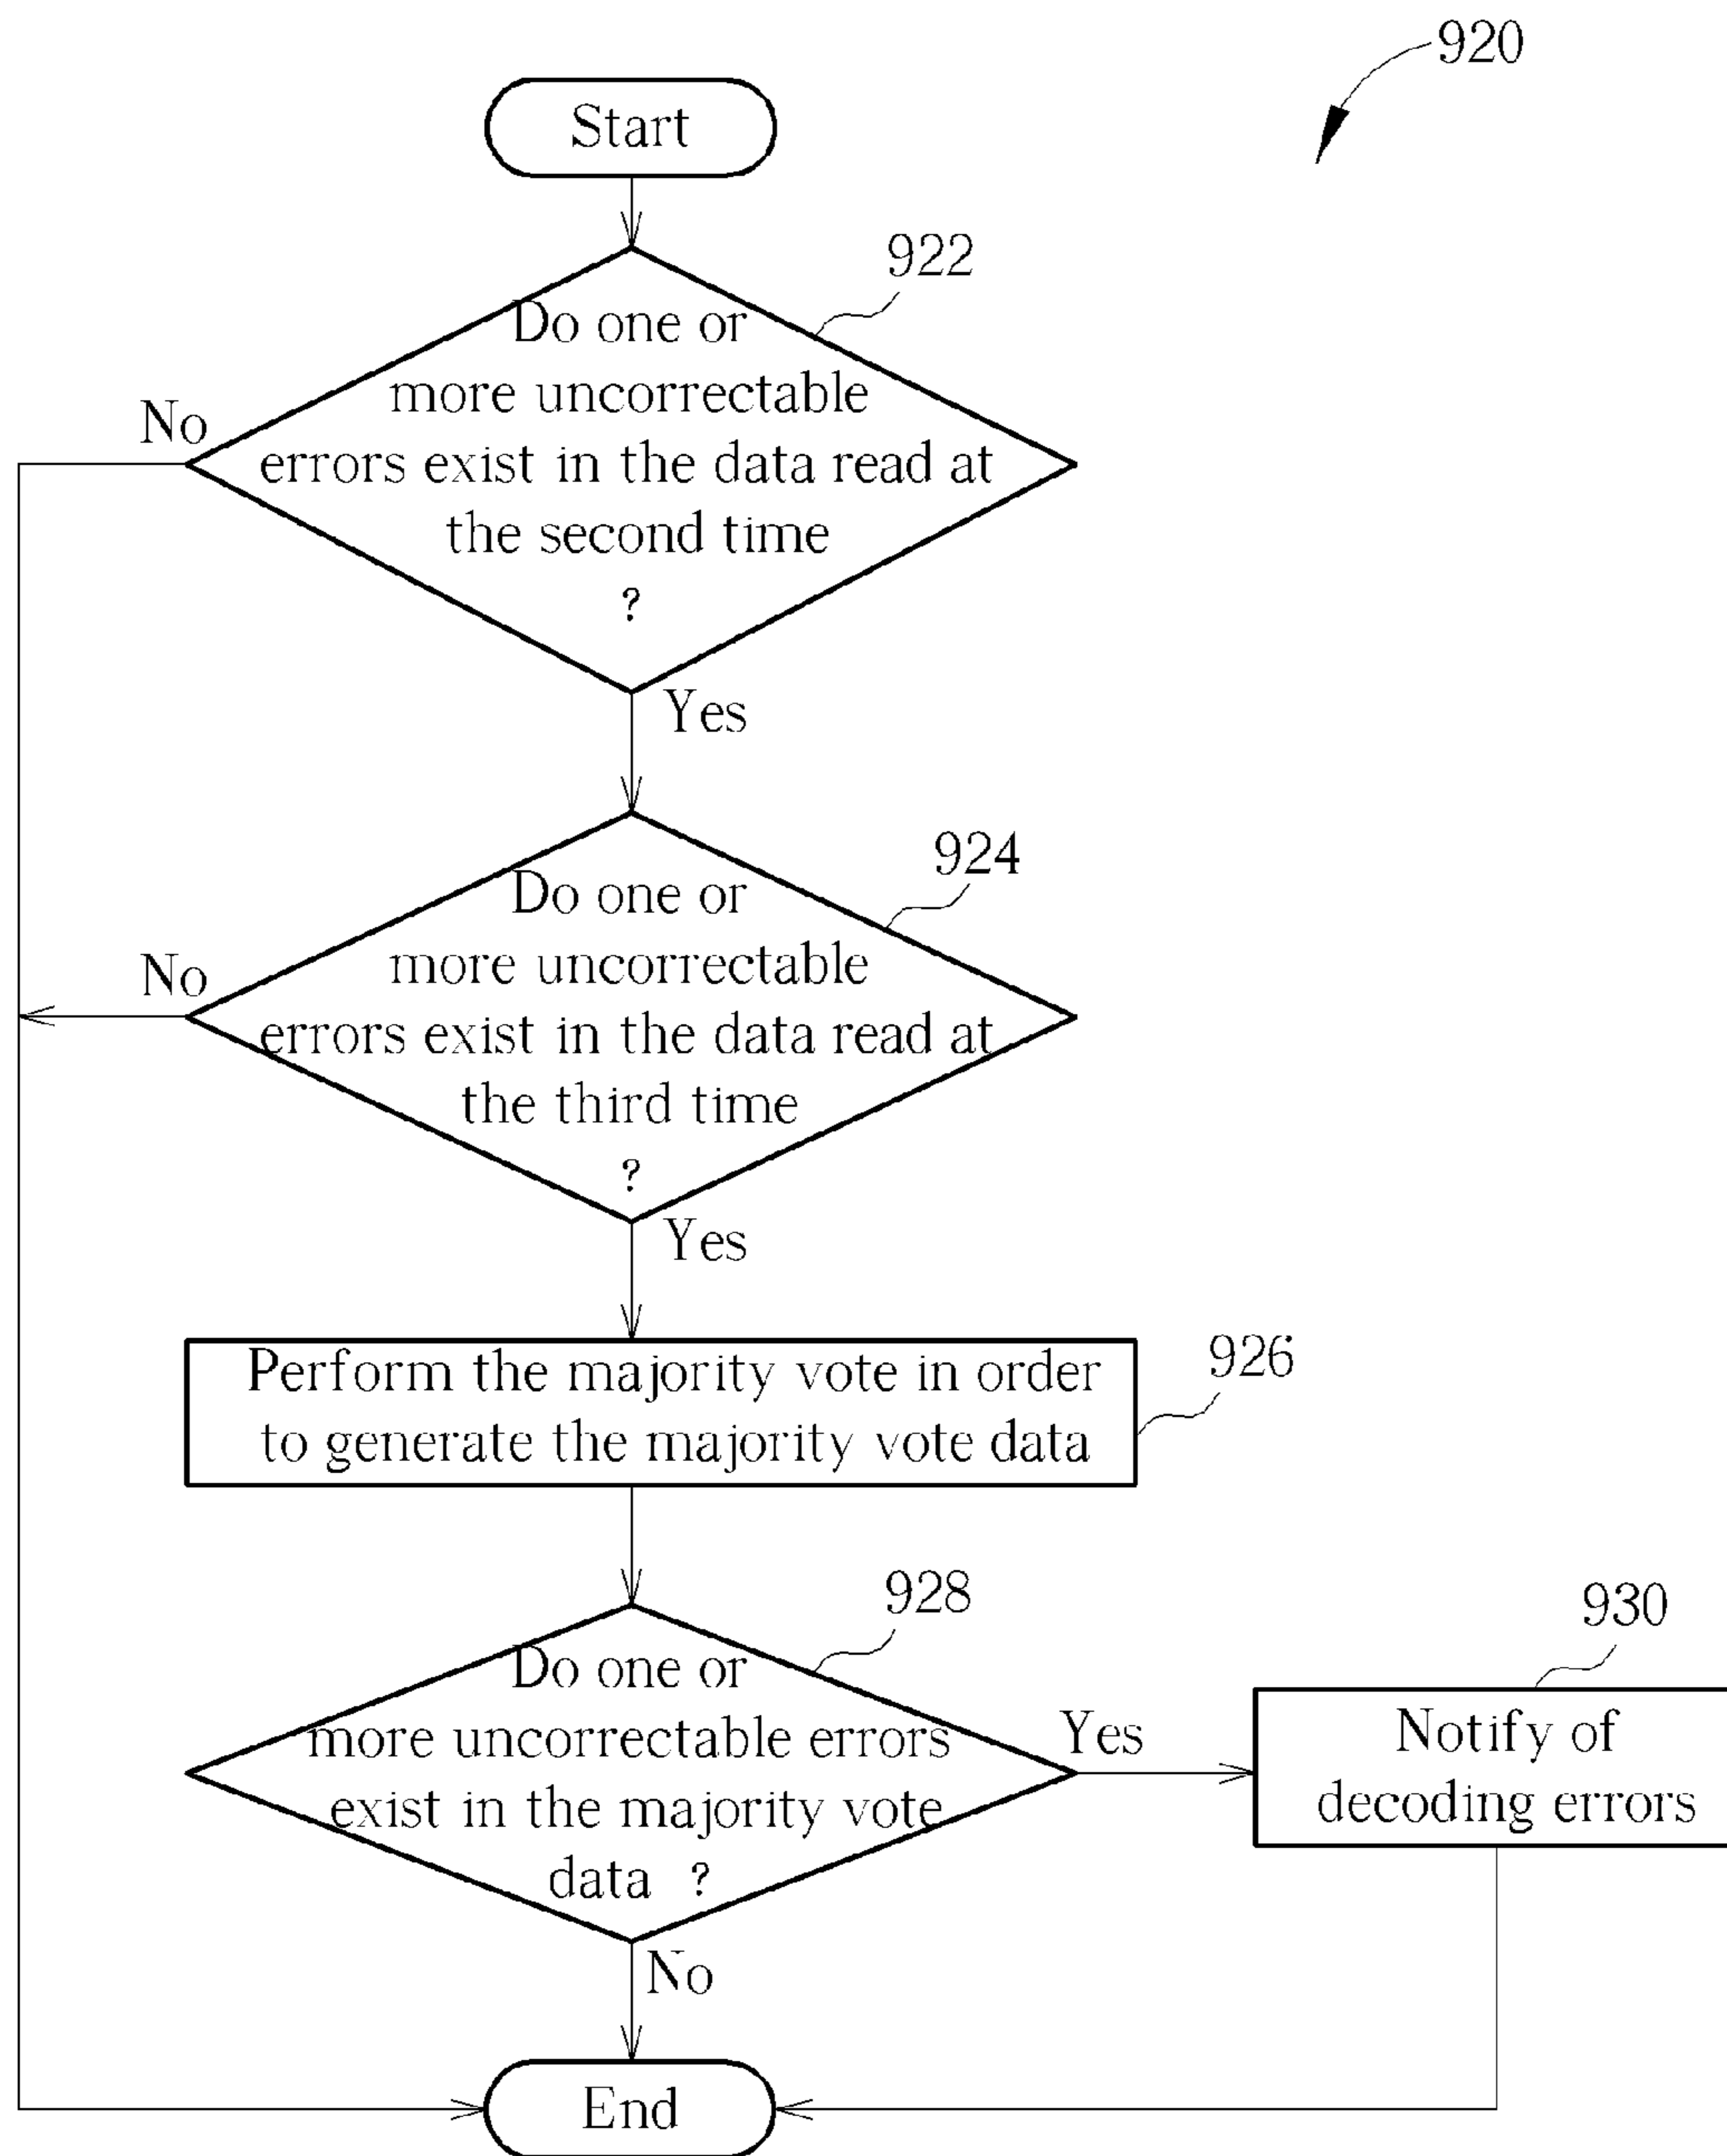 920
Start
922
Do one or
more uncorrectable
errors exist in the data read at
the second time
?
No
Yes
924
Do one or
more uncorrectable
errors exist in the data read at
the third time
?
No
Yes
926
Perform the majority vote in order
to generate the majority vote data
928
Do one or
more uncorrectable errors
exist in the majority vote
data ?
Yes
930
Notify of
decoding errors
No
End